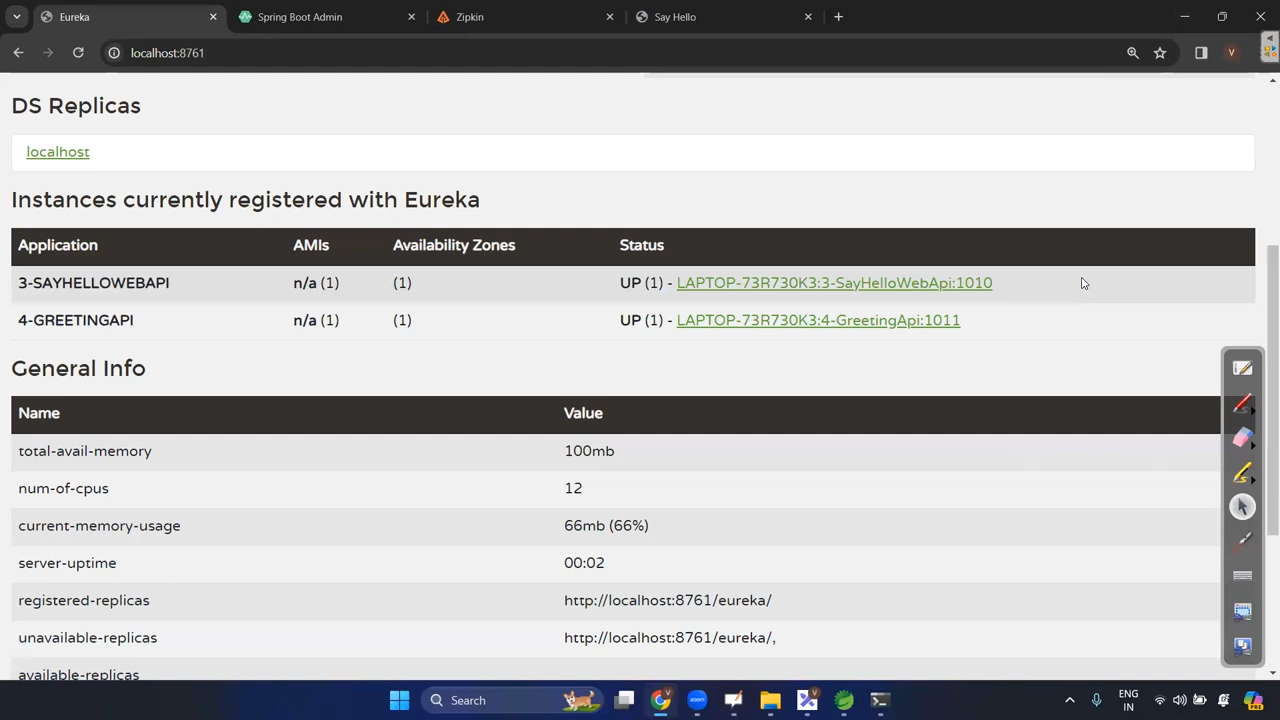 Eureka
Spring Boot Admin
Zipkin
Say Hello
localhost:8761
V
DS Replicas
localhost
Instances currently registered with Eureka
Application AMIs Availability Zones Status
3-SAYHELLOWEBAPI n/a (1) (1) UP (1) - LAPTOP-73R730K3:3-SayHelloWebApi:1010
4-GREETINGAPI n/a (1) (1) UP (1) - LAPTOP-73R730K3:4-GreetingApi:1011
General Info
Name Value
total-avail-memory 100mb
num-of-cpus 12
current-memory-usage 66mb (66%)
server-uptime 00:02
registered-replicas http://localhost:8761/eureka/
unavailable-replicas http://localhost:8761/eureka/,
available-replicas
Search
zoom
ENG
IN
PRE